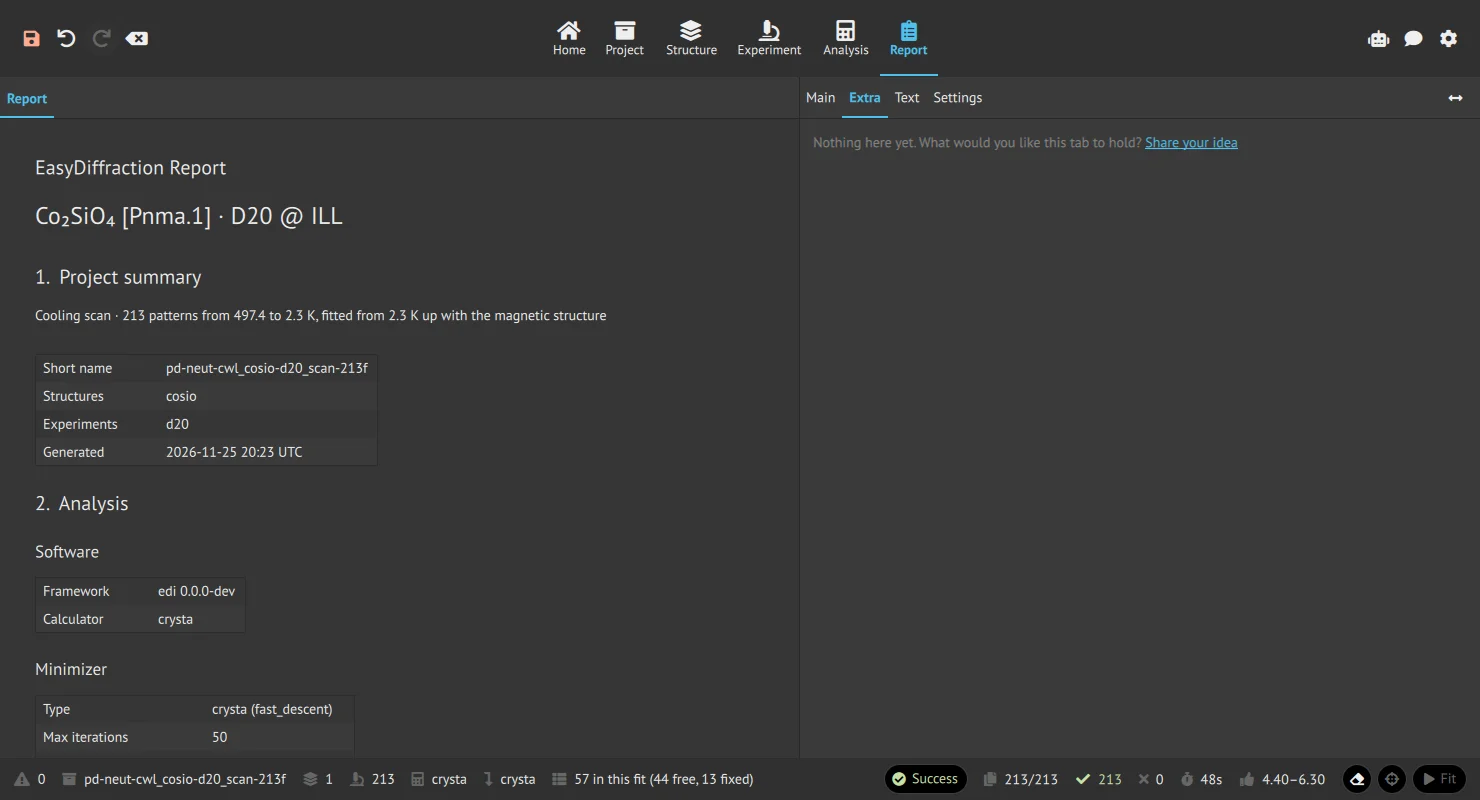 Home Project Structure Experiment Analysis Report
Report
Main Extra Text Settings
Nothing here yet. What would you like this tab to hold? Share your idea
EasyDiffraction Report
Co₂SiO₄ [Pnma.1] · D20 @ ILL
1. Project summary
Cooling scan · 213 patterns from 497.4 to 2.3 K, fitted from 2.3 K up with the magnetic structure
Short name pd-neut-cwl_cosio-d20_scan-213f
Structures cosio
Experiments d20
Generated 2026-11-25 20:23 UTC
2. Analysis
Software
Framework edi 0.0.0-dev
Calculator crysta
Minimizer
Type crysta (fast_descent)
Max iterations 50
0 pd-neut-cwl_cosio-d20_scan-213f 1 213 crysta crysta 57 in this fit (44 free, 13 fixed) Success 213/213 213 0 48s 4.40–6.30 Fit